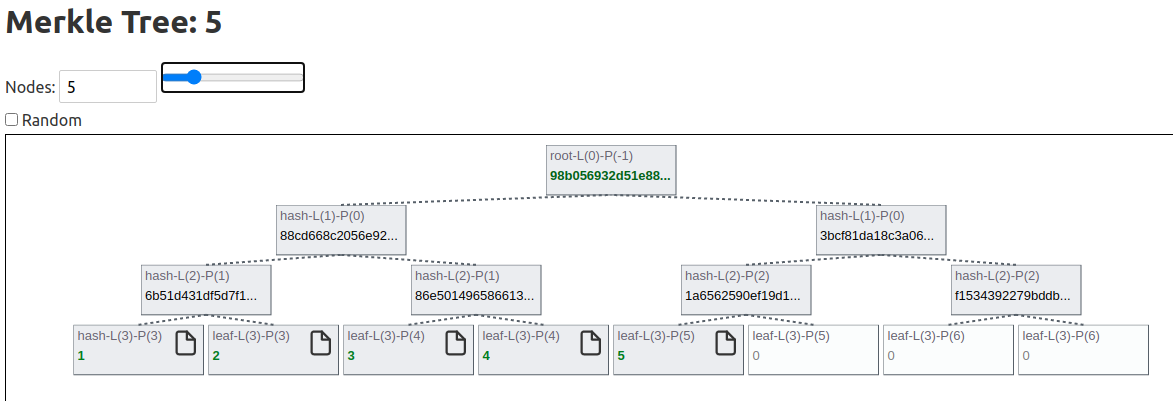 Merkle Tree: 5
Nodes: 5
Random
root-L(0)-P(-1)
98b056932d51e88...
hash-L(1)-P(0) hash-L(1)-P(0)
88cd668c2056e92... 3bcf81da18c3a06...
hash-L(2)-P(1) hash-L(2)-P(1) hash-L(2)-P(2) hash-L(2)-P(2)
6b51d431df5d7f1... 86e501496586613... 1a6562590ef19d1... f1534392279bddb...
hash-L(3)-P(3) leaf-L(3)-P(3) leaf-L(3)-P(4) leaf-L(3)-P(4) leaf-L(3)-P(5) leaf-L(3)-P(5) leaf-L(3)-P(6) leaf-L(3)-P(6)
1 2 3 4 5 0 0 0